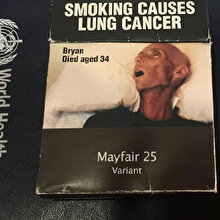 SMOKING CAUSES
LUNG CANCER
Bryan
Died aged 34
Mayfair 25
Variant
World Health